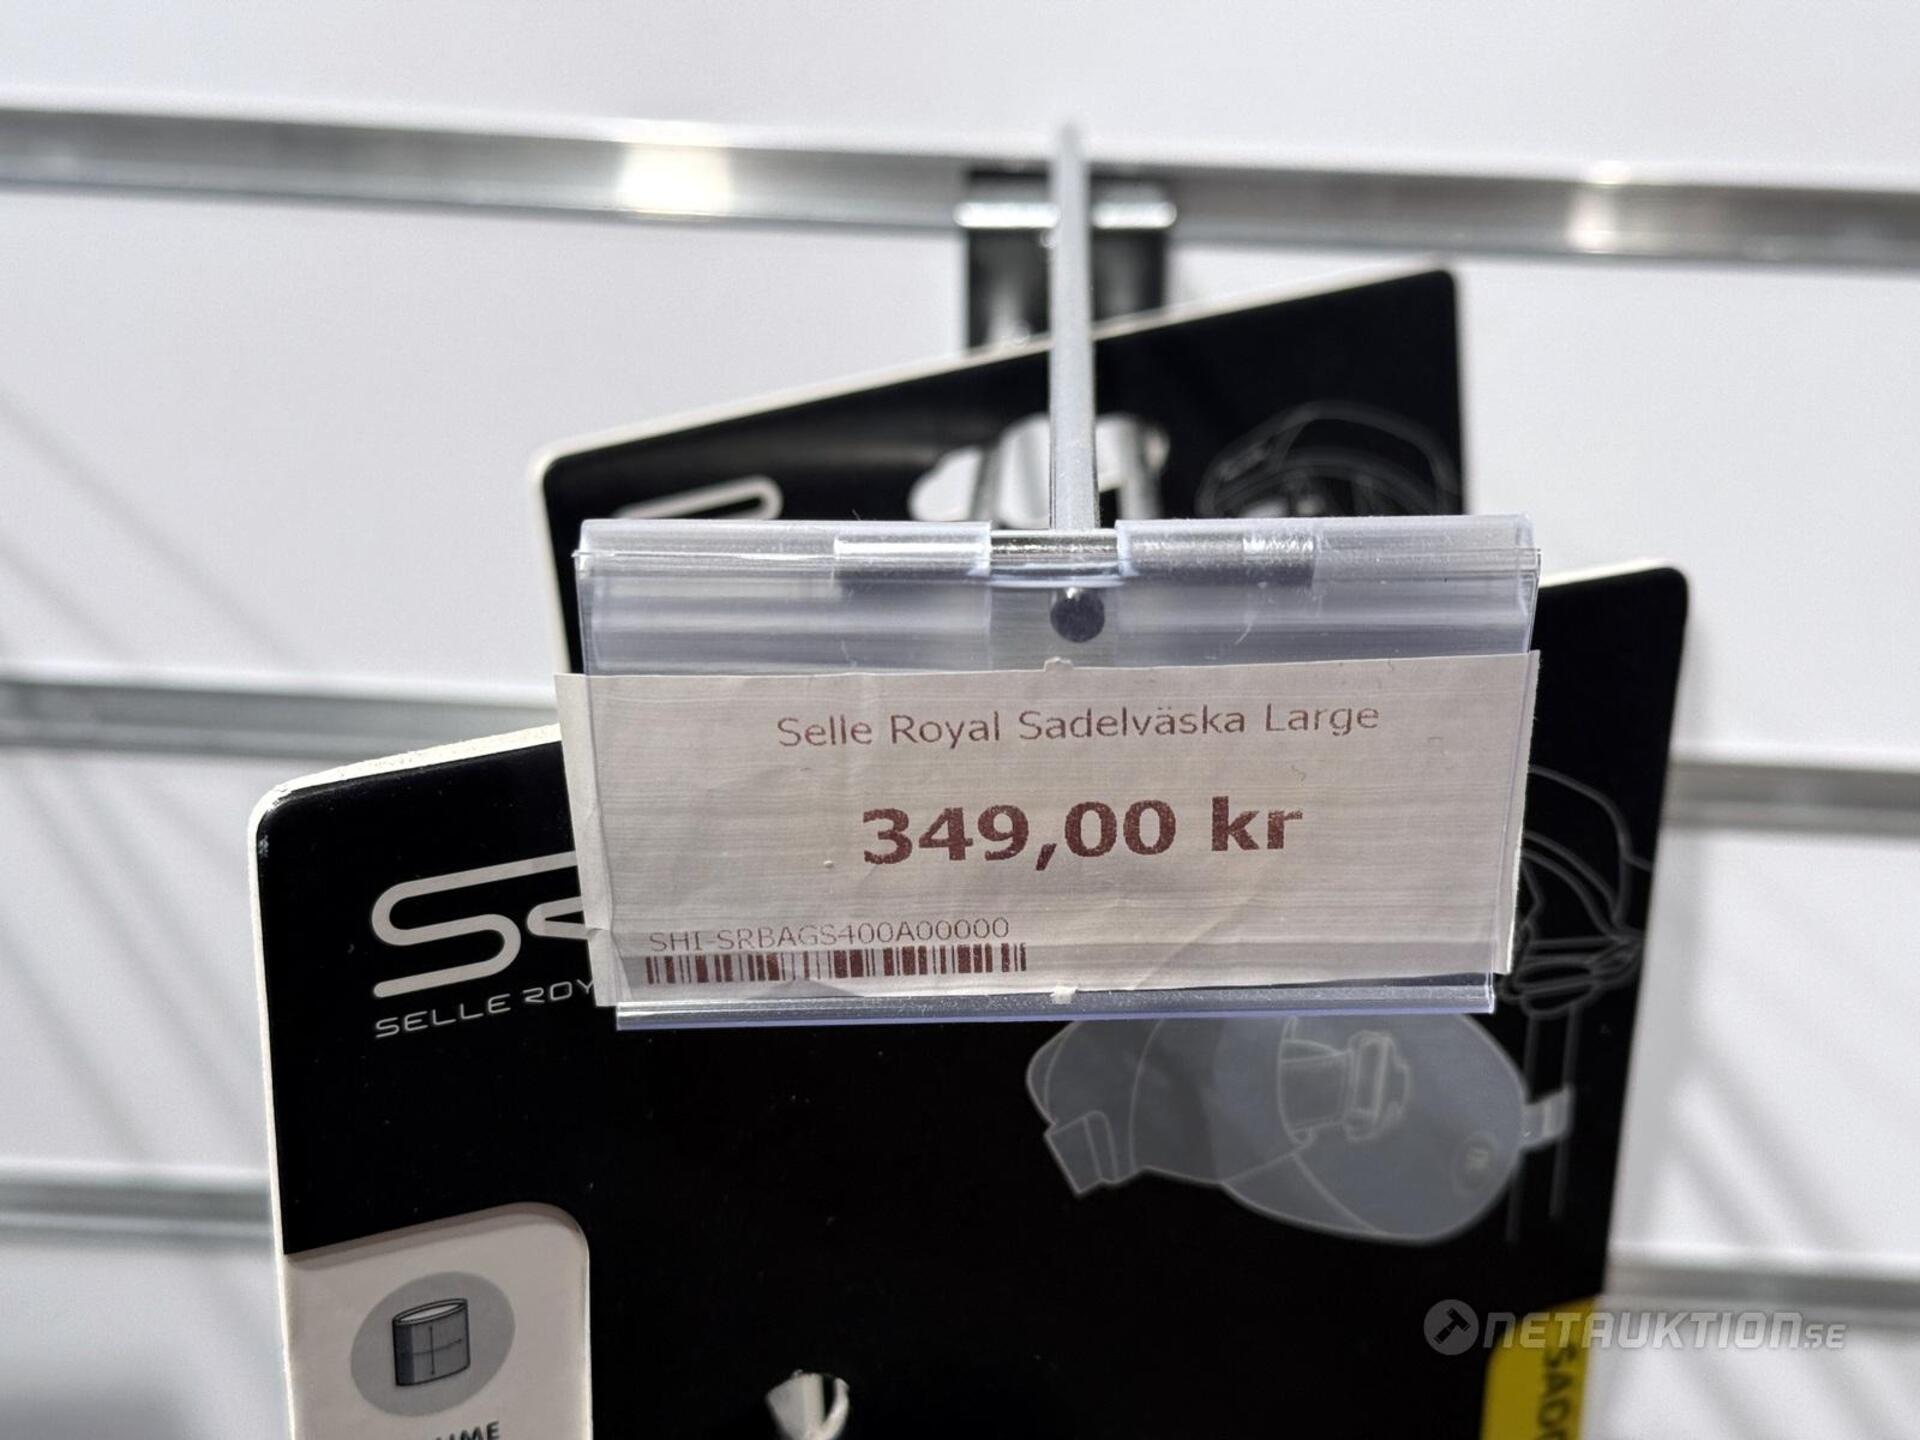 Selle Royal Sadelväska Large
349,00 kr
SHI-SRBAGS400A00000
SELLE ROY
NETAUKTION.SE